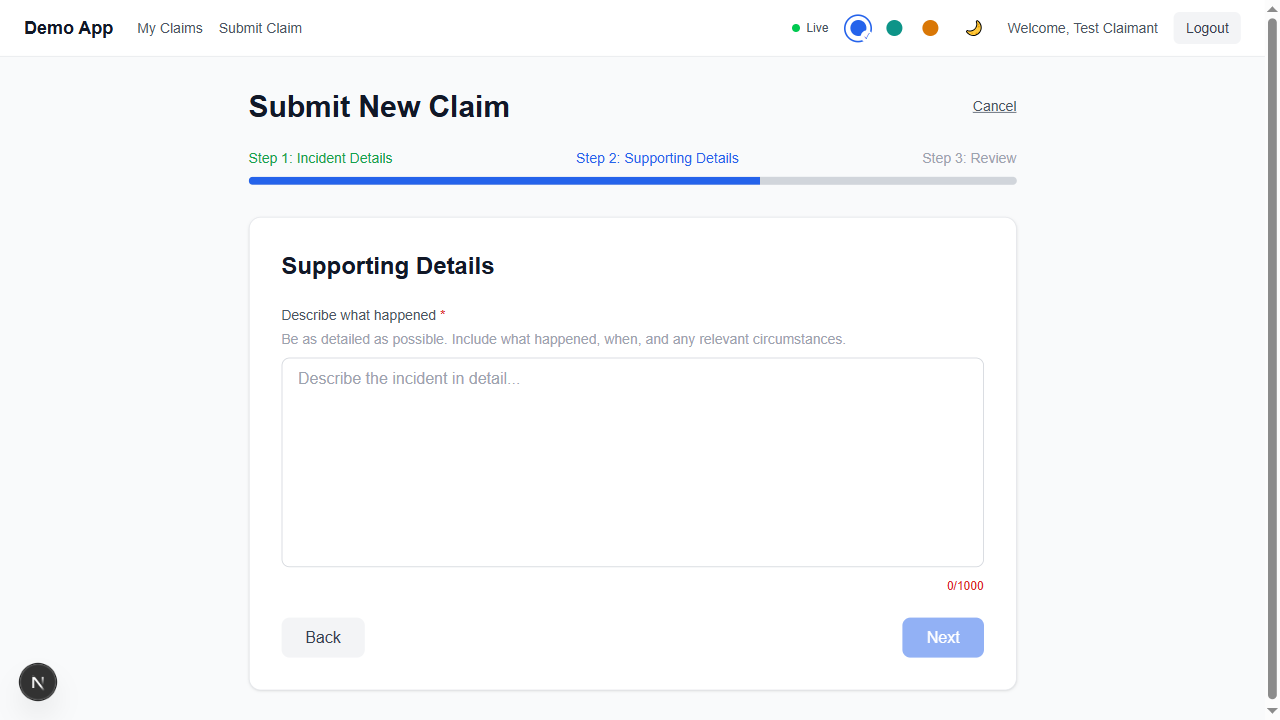 Demo App My Claims Submit Claim Live Welcome, Test Claimant Logout
Submit New Claim Cancel
Step 1: Incident Details Step 2: Supporting Details Step 3: Review
Supporting Details
Describe what happened *
Be as detailed as possible. Include what happened, when, and any relevant circumstances.
Describe the incident in detail...
0/1000
Back Next
N